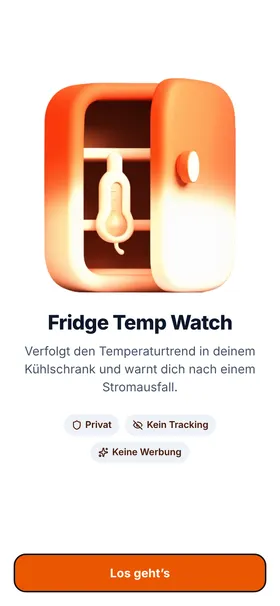 Fridge Temp Watch
Verfolgt den Temperaturtrend in deinem
Kühlschrank und warnt dich nach einem
Stromausfall.
Privat
Kein Tracking
Keine Werbung
Los geht’s